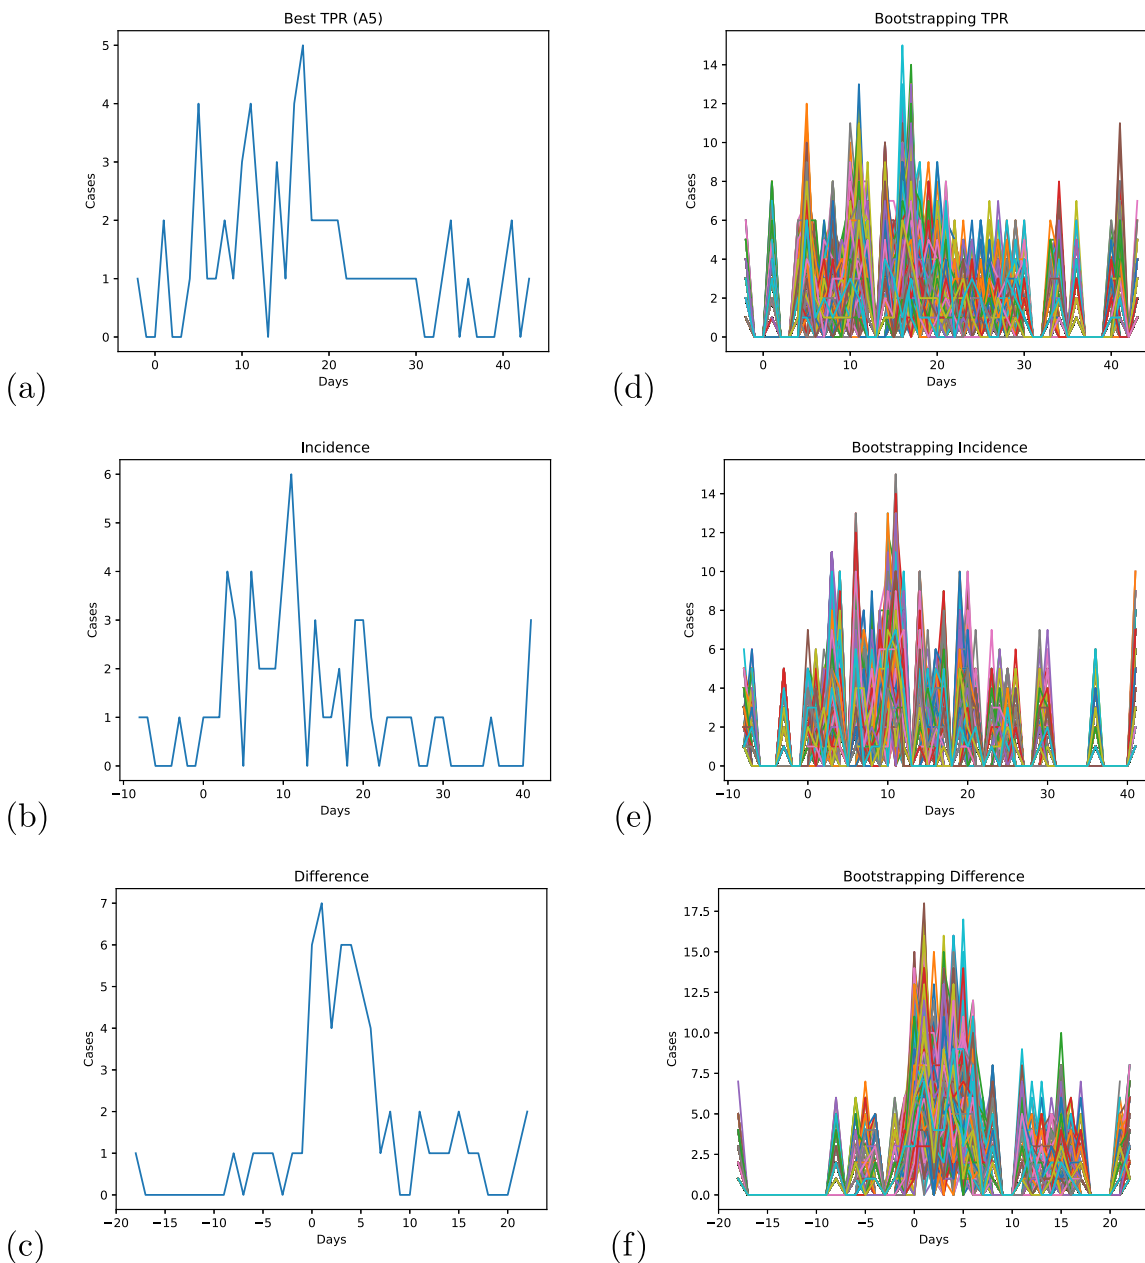 Best TPR (A5)
5
4
3
2
1
0
Cases
0 10 20 30 40
Days
(a)
Bootstrapping TPR
14
12
10
8
6
4
2
0
Cases
0 10 20 30 40
Days
(d)
Incidence
6
5
4
3
2
1
0
Cases
−10 0 10 20 30 40
Days
(b)
Bootstrapping Incidence
14
12
10
8
6
4
2
0
Cases
−10 0 10 20 30 40
Days
(e)
Difference
7
6
5
4
3
2
1
0
Cases
−20 −15 −10 −5 0 5 10 15 20
Days
(c)
Bootstrapping Difference
17.5
15.0
12.5
10.0
7.5
5.0
2.5
0.0
Cases
−20 −15 −10 −5 0 5 10 15 20
Days
(f)